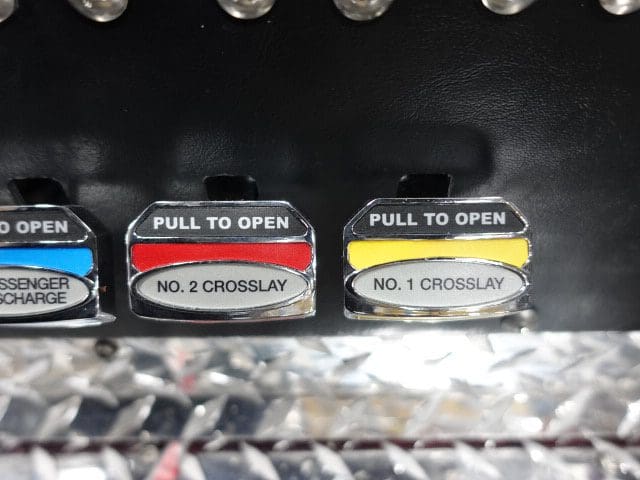 O OPEN
SSENGER
SCHARGE
PULL TO OPEN
NO. 2 CROSSLAY
PULL TO OPEN
NO. 1 CROSSLAY